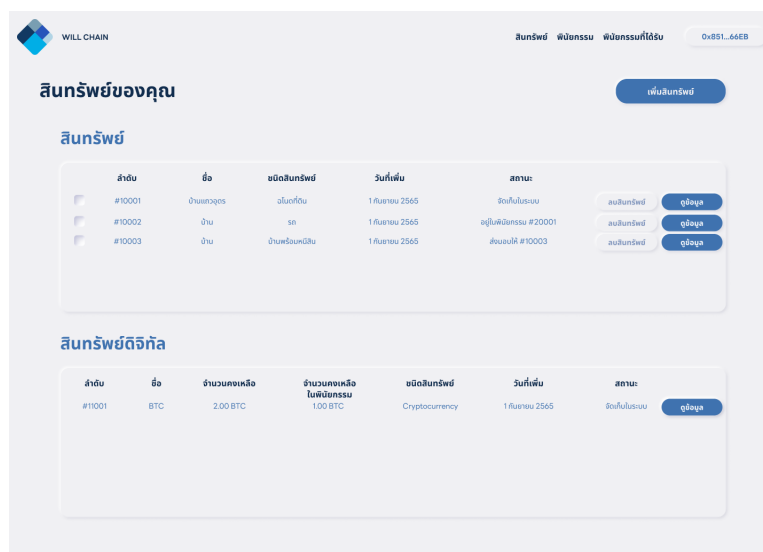 WILL CHAIN สินทรัพย์ พินัยกรรม พินัยกรรมที่ได้รับ 0x851...66EB
สินทรัพย์ของคุณ เพิ่มสินทรัพย์
สินทรัพย์
ลำดับ ชื่อ ชนิดสินทรัพย์ วันที่เพิ่ม สถานะ
#10001 บ้านแถวอุดร อโนดที่ดิน 1 กันยายน 2565 จัดเก็บในระบบ ลบสินทรัพย์ ดูข้อมูล
#10002 บ้าน รถ 1 กันยายน 2565 อยู่ในพินัยกรรม #20001 ลบสินทรัพย์ ดูข้อมูล
#10003 บ้าน บ้านพร้อมหนีสิน 1 กันยายน 2565 ส่งมอบให้ #10003 ลบสินทรัพย์ ดูข้อมูล
สินทรัพย์ดิจิทัล
ลำดับ ชื่อ จำนวนคงเหลือ จำนวนคงเหลือ ชนิดสินทรัพย์ วันที่เพิ่ม สถานะ
ในพินัยกรรม
#11001 BTC 2.00 BTC 1.00 BTC Cryptocurrency 1 กันยายน 2565 จัดเก็บในระบบ ดูข้อมูล